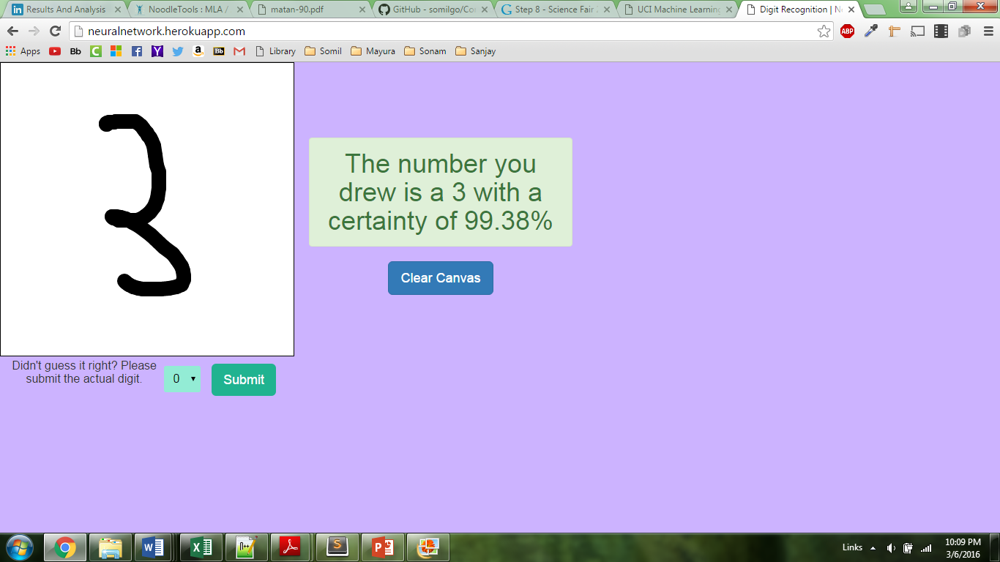 Results And Analysis
NoodleTools : MLA /
matan-90.pdf
GitHub - somilgo/Co
Step 8 - Science Fair
UCI Machine Learning
Digit Recognition |
neuralnetwork.herokuapp.com
ABP
Apps
Bb
Bb
Library
Somil
Mayura
Sonam
Sanjay
3
The number you
drew is a 3 with a
certainty of 99.38%
Clear Canvas
Didn't guess it right? Please
submit the actual digit.
0
Submit
Links
10:09 PM
3/6/2016